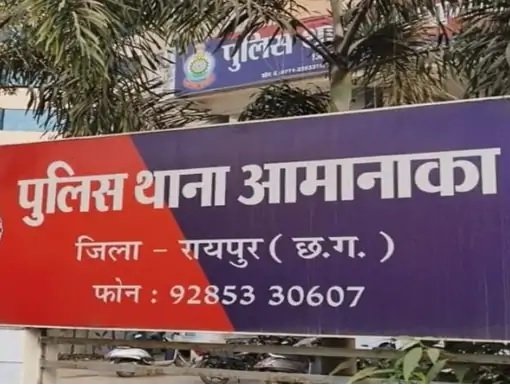 पुलिस
पुलिस थाना आमानाका
जिला - रायपुर ( छ.ग. )
फोन : 92853 30607